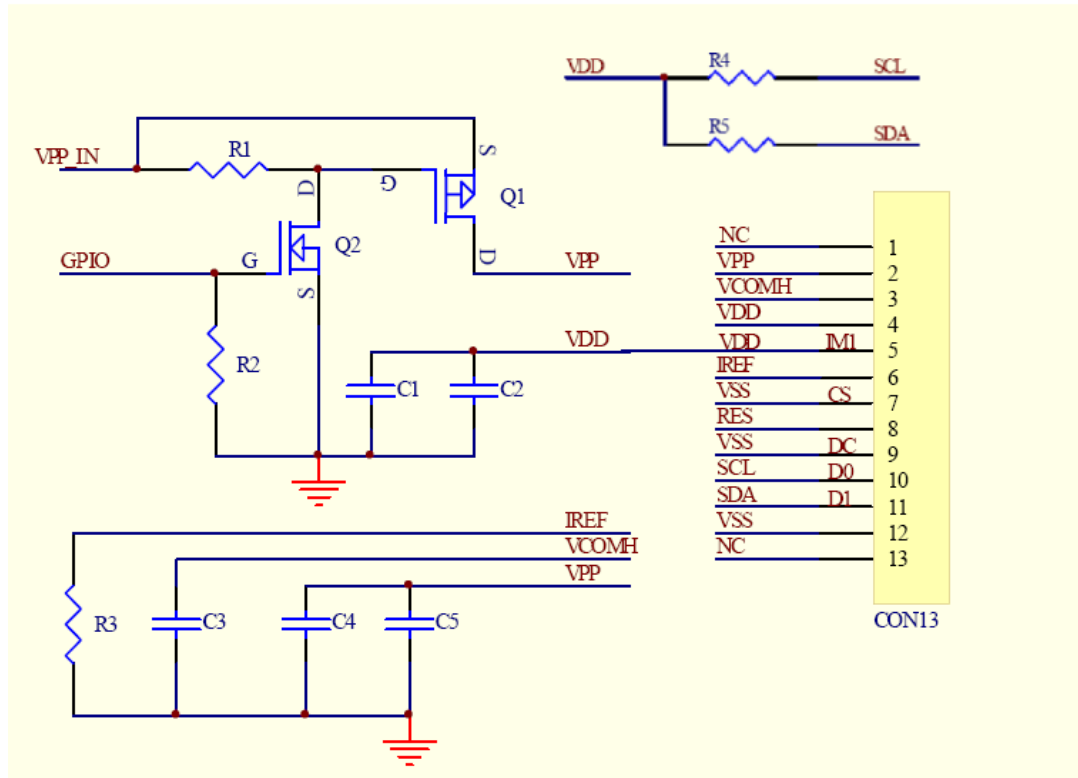 VDD R4 SCL
R5 SDA
VPP_IN R1 S
D G Q1
GPIO G Q2 D VPP
S
R2 VDD
C1 C2
NC 1
VPP 2
VCOMH 3
VDD 4
VDD IM1 5
IREF 6
VSS CS 7
RES 8
VSS DC 9
SCL D0 10
SDA D1 11
VSS 12
NC 13
CON13
IREF
VCOMH
VPP
R3 C3 C4 C5